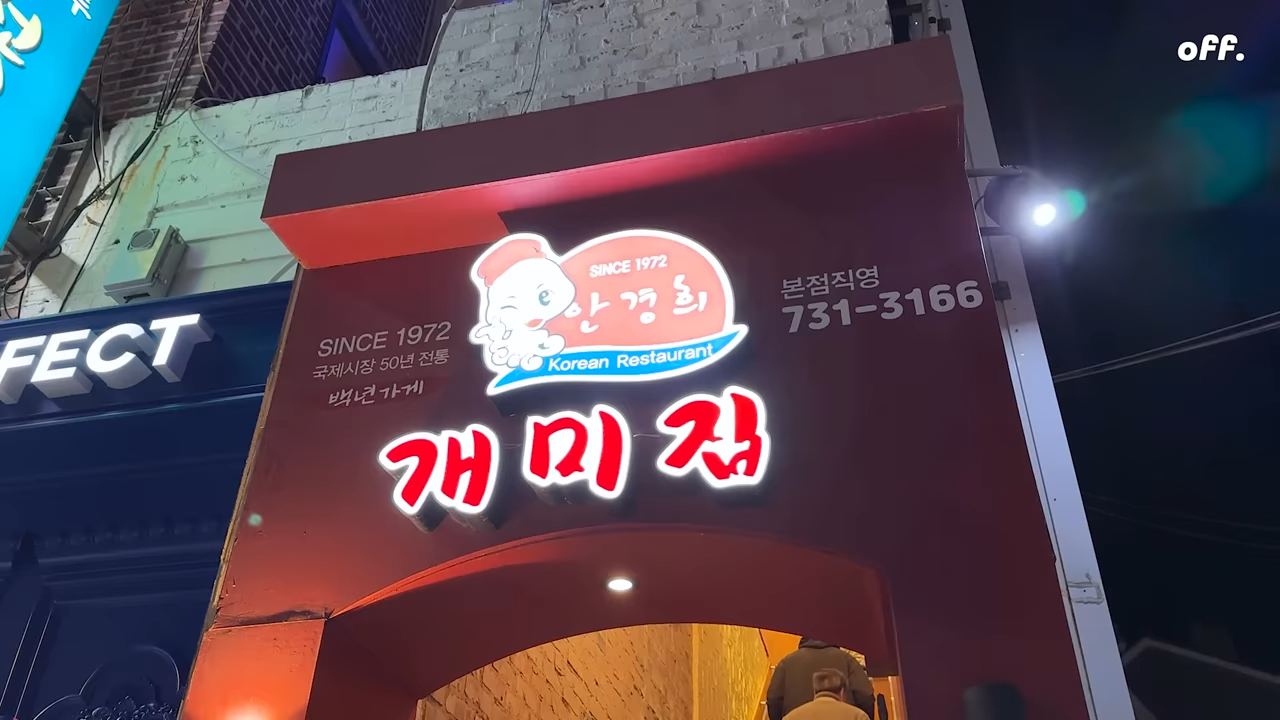 off.
SINCE 1972
안경희
Korean Restaurant
개미집
SINCE 1972
국제시장 50년 전통
백년가게
본점직영
731-3166
FECT